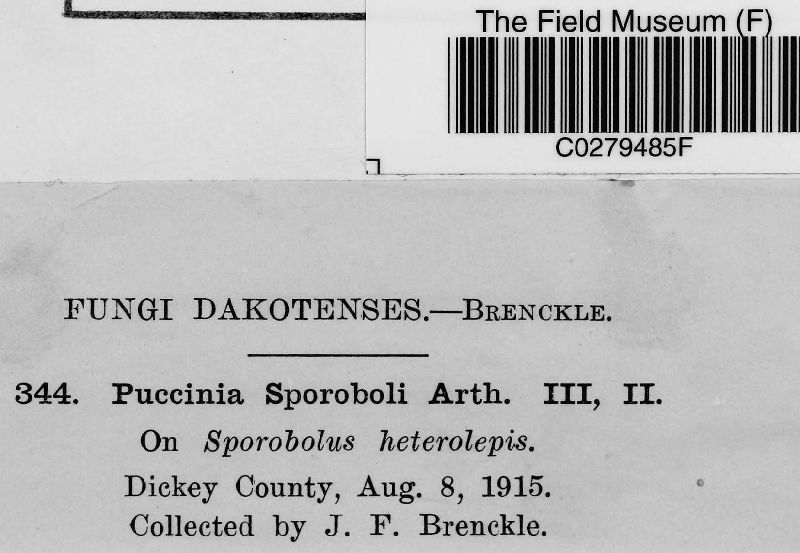 The Field Museum (F)
C0279485F
FUNGI DAKOTENSES.—BRENCKLE.
344. Puccinia Sporoboli Arth. III, II.
On Sporobolus heterolepis.
Dickey County, Aug. 8, 1915.
Collected by J. F. Brenckle.